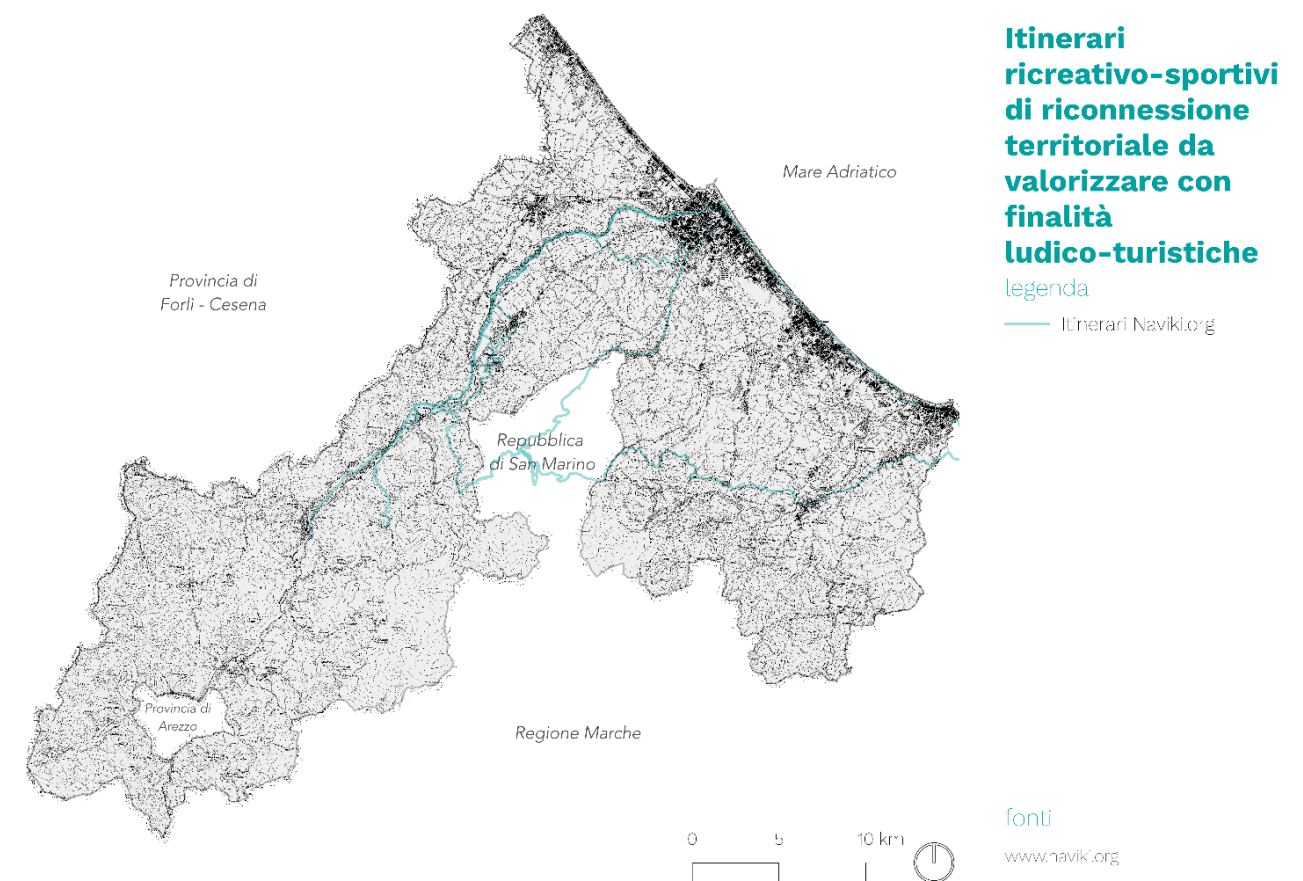 Itinerari
ricreativo-sportivi
di riconnessione
territoriale da
valorizzare con
finalità
ludico-turistiche
legenda
Itinerari Naviki.org
Mare Adriatico
Provincia di
Forlì - Cesena
Repubblica
di San Marino
Provincia di
Arezzo
Regione Marche
0 5 10 km
fonti
www.naviki.org